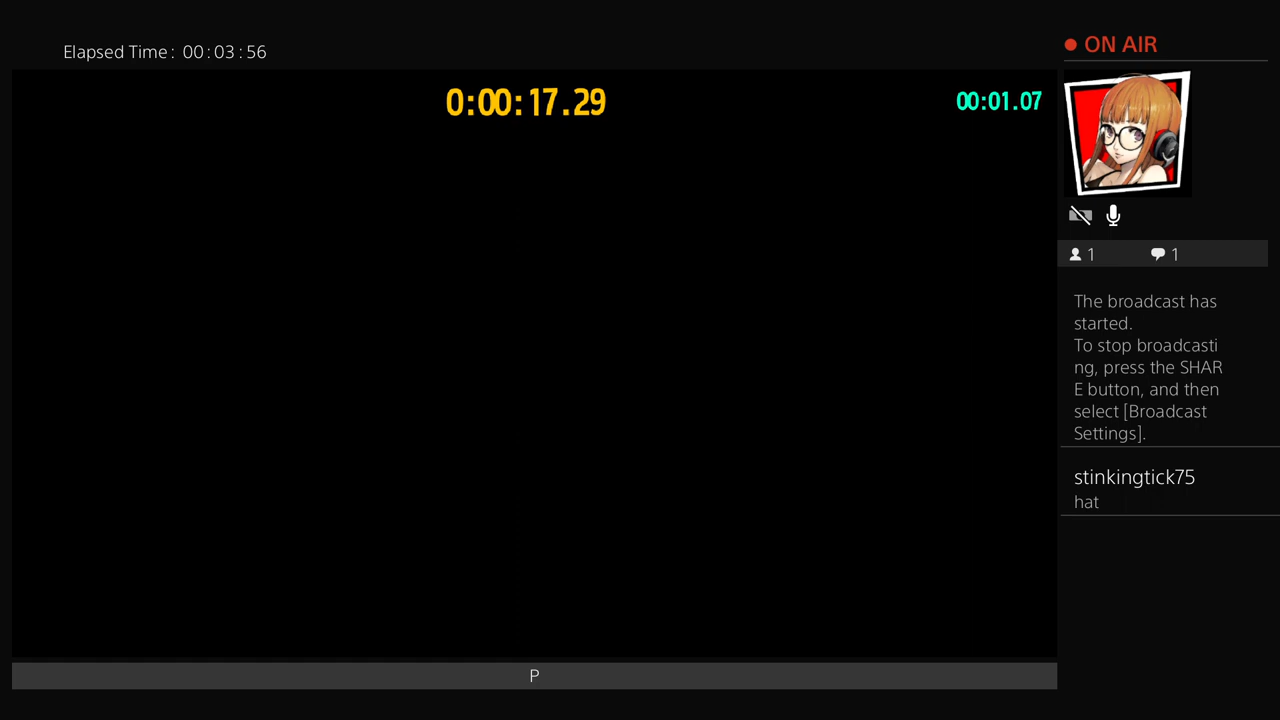 Elapsed Time: 00:03:56
ON AIR
0:00:17.29
00:01.07
1
1
The broadcast has
started.
To stop broadcasti
ng, press the SHAR
E button, and then
select [Broadcast
Settings].
stinkingtick75
hat
P